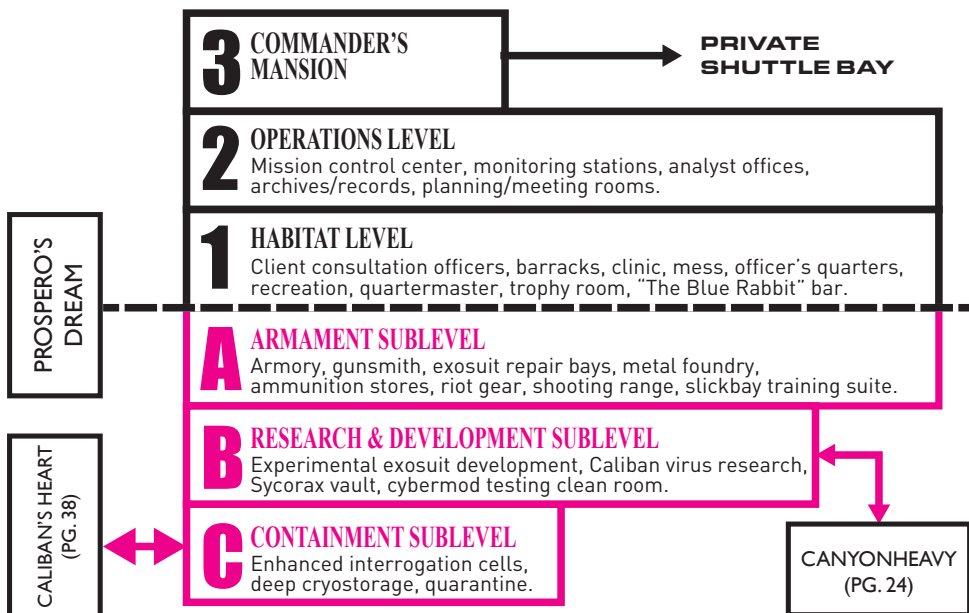 3 COMMANDER'S
MANSION
PRIVATE
SHUTTLE BAY
2 OPERATIONS LEVEL
Mission control center, monitoring stations, analyst offices,
archives/records, planning/meeting rooms.
1 HABITAT LEVEL
Client consultation officers, barracks, clinic, mess, officer's quarters,
recreation, quartermaster, trophy room, “The Blue Rabbit” bar.
PROSPERO'S
DREAM
A ARMAMENT SUBLEVEL
Armory, gunsmith, exosuit repair bays, metal foundry,
ammunition stores, riot gear, shooting range, slickbay training suite.
B RESEARCH & DEVELOPMENT SUBLEVEL
Experimental exosuit development, Caliban virus research,
Sycorax vault, cybermod testing clean room.
C CONTAINMENT SUBLEVEL
Enhanced interrogation cells,
deep cryostorage, quarantine.
CALIBAN'S HEART
(PG. 38)
CANYONHEAVY
(PG. 24)